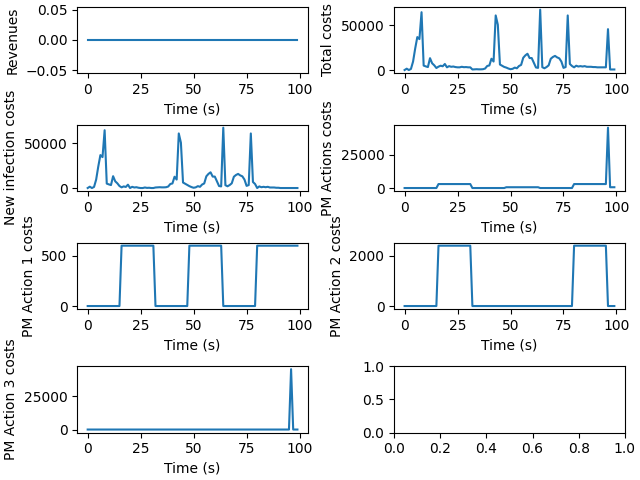 Revenues
0.05
0.00
−0.05
0 25 50 75 100
Time (s)
Total costs
50000
0
0 25 50 75 100
Time (s)
New infection costs
50000
0
0 25 50 75 100
Time (s)
PM Actions costs
25000
0
0 25 50 75 100
Time (s)
PM Action 1 costs
500
0
0 25 50 75 100
Time (s)
PM Action 2 costs
2000
0
0 25 50 75 100
Time (s)
PM Action 3 costs
25000
0
0 25 50 75 100
Time (s)
1.0
0.5
0.0
0.0 0.2 0.4 0.6 0.8 1.0